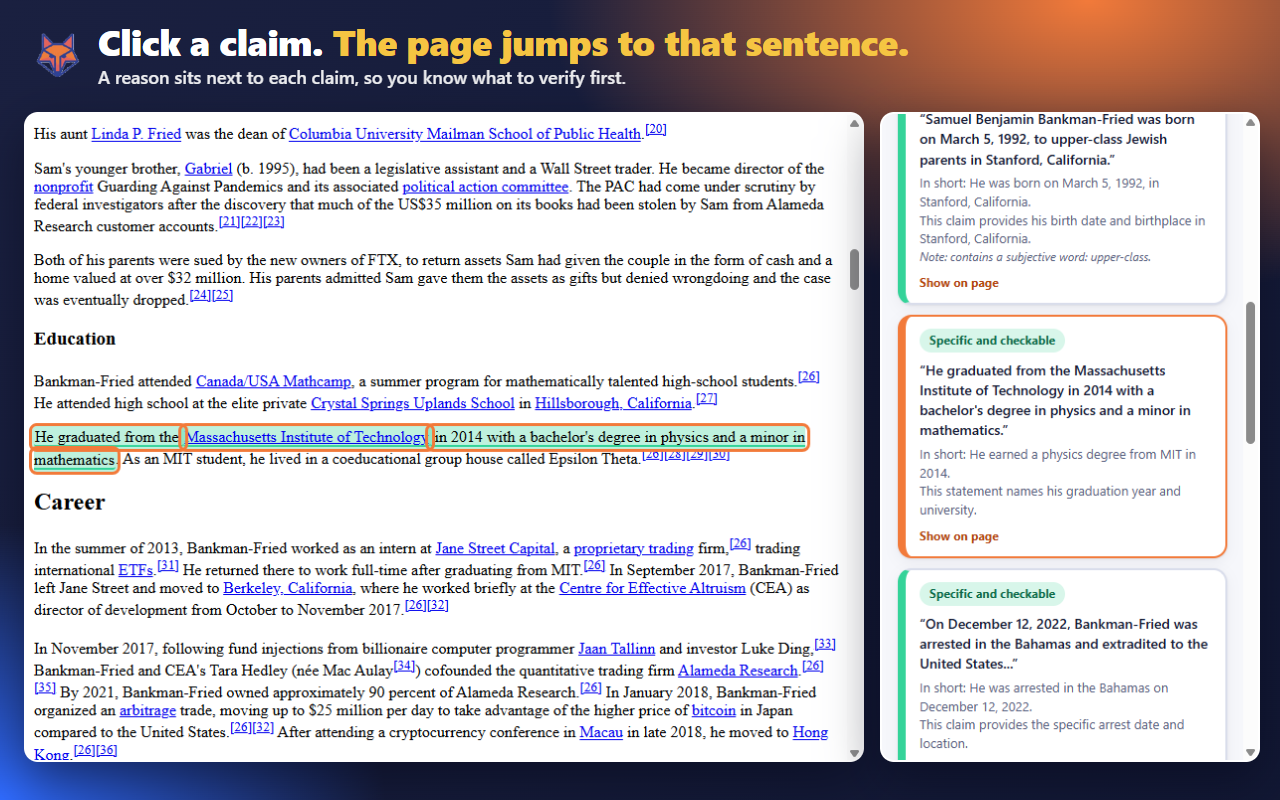 Click a claim. The page jumps to that sentence.
A reason sits next to each claim, so you know what to verify first.
His aunt Linda P. Fried was the dean of Columbia University Mailman School of Public Health.[20]
Sam's younger brother, Gabriel (b. 1995), had been a legislative assistant and a Wall Street trader. He became director of the
nonprofit Guarding Against Pandemics and its associated political action committee. The PAC had come under scrutiny by
federal investigators after the discovery that much of the US$35 million on its books had been stolen by Sam from Alameda
Research customer accounts.[21][22][23]
Both of his parents were sued by the new owners of FTX, to return assets Sam had given the couple in the form of cash and a
home valued at over $32 million. His parents admitted Sam gave them the assets as gifts but denied wrongdoing and the case
was eventually dropped.[24][25]
Education
Bankman-Fried attended Canada/USA Mathcamp, a summer program for mathematically talented high-school students.[26]
He attended high school at the elite private Crystal Springs Uplands School in Hillsborough, California.[27]
He graduated from the Massachusetts Institute of Technology in 2014 with a bachelor's degree in physics and a minor in
mathematics. As an MIT student, he lived in a coeducational group house called Epsilon Theta.[26][28][29][30]
Career
In the summer of 2013, Bankman-Fried worked as an intern at Jane Street Capital, a proprietary trading firm,[26] trading
international ETFs.[31] He returned there to work full-time after graduating from MIT.[26] In September 2017, Bankman-Fried
left Jane Street and moved to Berkeley, California, where he worked briefly at the Centre for Effective Altruism (CEA) as
director of development from October to November 2017.[26][32]
In November 2017, following fund injections from billionaire computer programmer Jaan Tallinn and investor Luke Ding,[33]
Bankman-Fried and CEA's Tara Hedley (née Mac Aulay[34]) cofounded the quantitative trading firm Alameda Research.[26]
[35] By 2021, Bankman-Fried owned approximately 90 percent of Alameda Research.[26] In January 2018, Bankman-Fried
organized an arbitrage trade, moving up to $25 million per day to take advantage of the higher price of bitcoin in Japan
compared to the United States.[26][32] After attending a cryptocurrency conference in Macau in late 2018, he moved to Hong
Kong.[26][36]
“Samuel Benjamin Bankman-Fried was born
on March 5, 1992, to upper-class Jewish
parents in Stanford, California.”
In short: He was born on March 5, 1992, in
Stanford, California.
This claim provides his birth date and birthplace in
Stanford, California.
Note: contains a subjective word: upper-class.
Show on page
Specific and checkable
“He graduated from the Massachusetts
Institute of Technology in 2014 with a
bachelor's degree in physics and a minor in
mathematics.”
In short: He earned a physics degree from MIT in
2014.
This statement names his graduation year and
university.
Show on page
Specific and checkable
“On December 12, 2022, Bankman-Fried was
arrested in the Bahamas and extradited to the
United States…”
In short: He was arrested in the Bahamas on
December 12, 2022.
This claim provides the specific arrest date and
location.